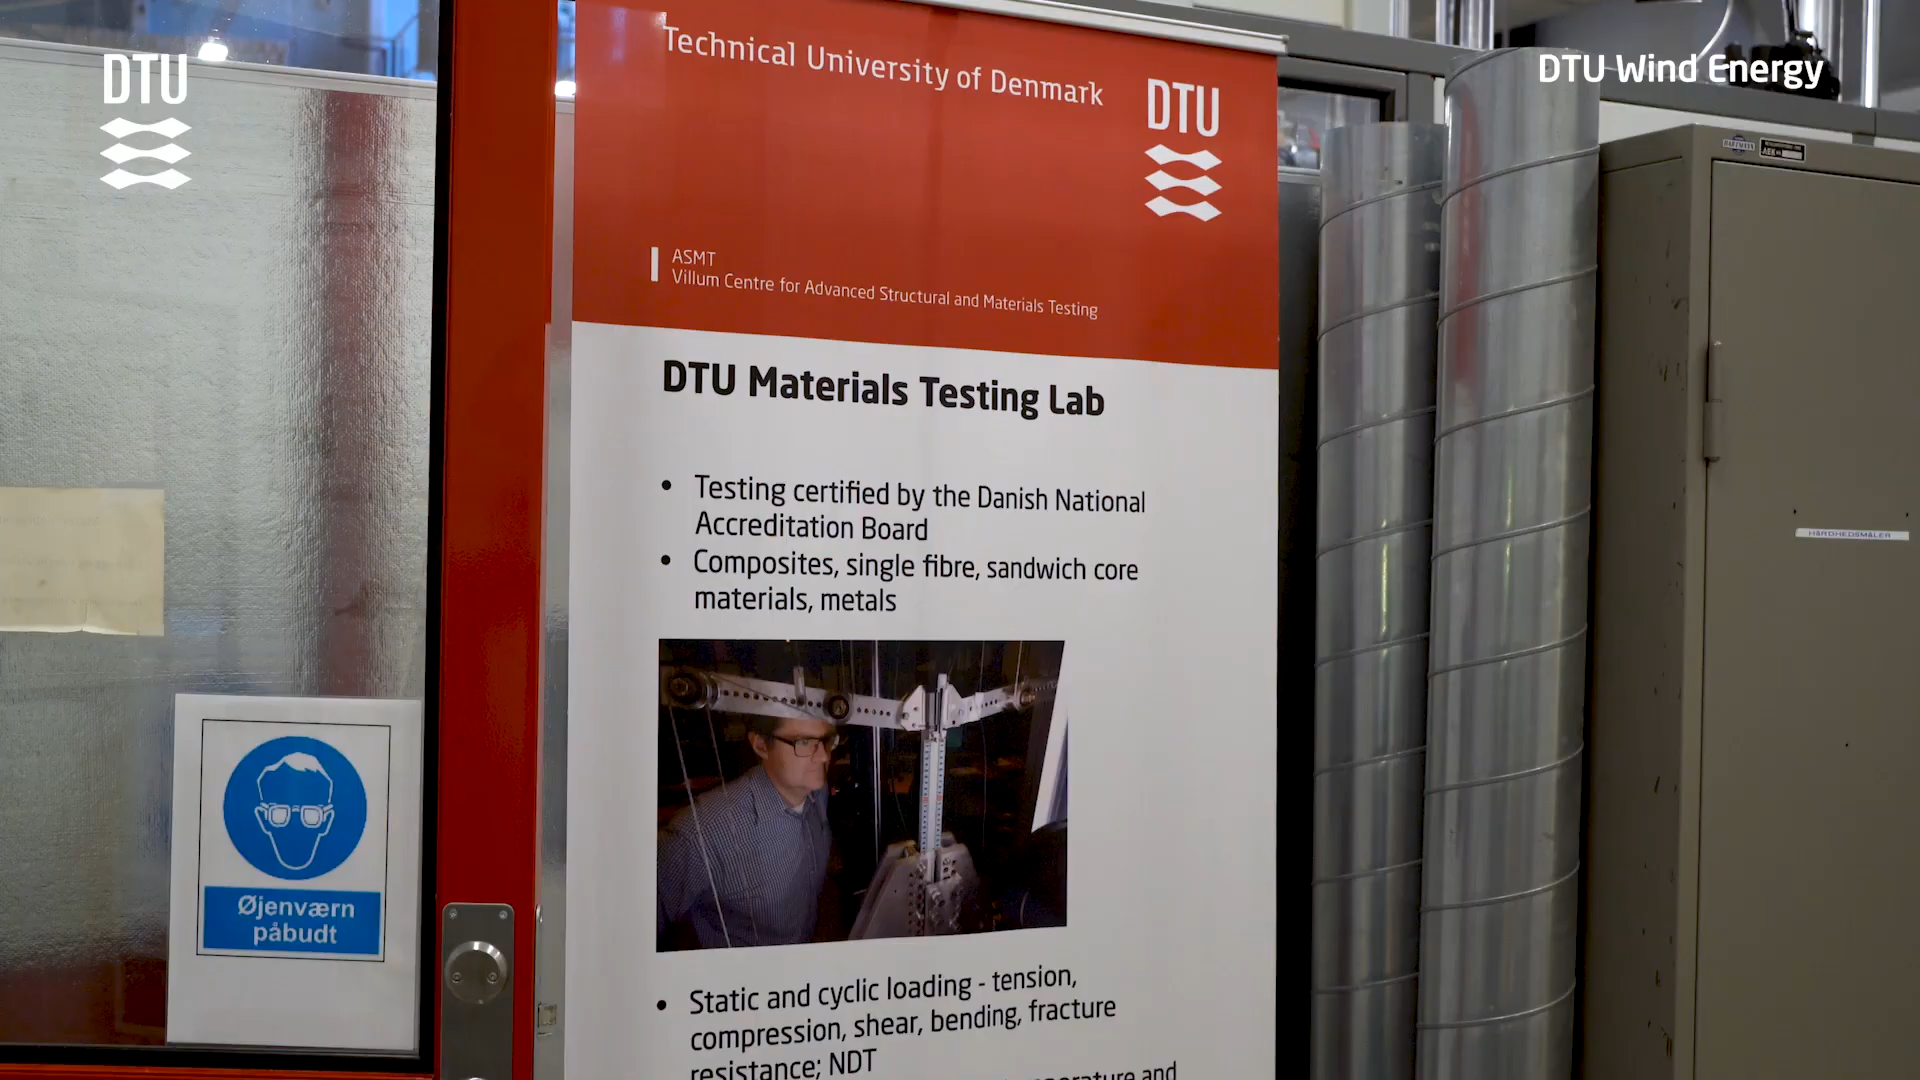 DTU
DTU Wind Energy
Technical University of Denmark
DTU
ASMT
Villum Centre for Advanced Structural and Materials Testing
DTU Materials Testing Lab
• Testing certified by the Danish National
Accreditation Board
• Composites, single fibre, sandwich core
materials, metals
• Static and cyclic loading - tension,
compression, shear, bending, fracture
resistance; NDT
and
Øjenværn
påbudt
HÅRDHEDSMÅLER